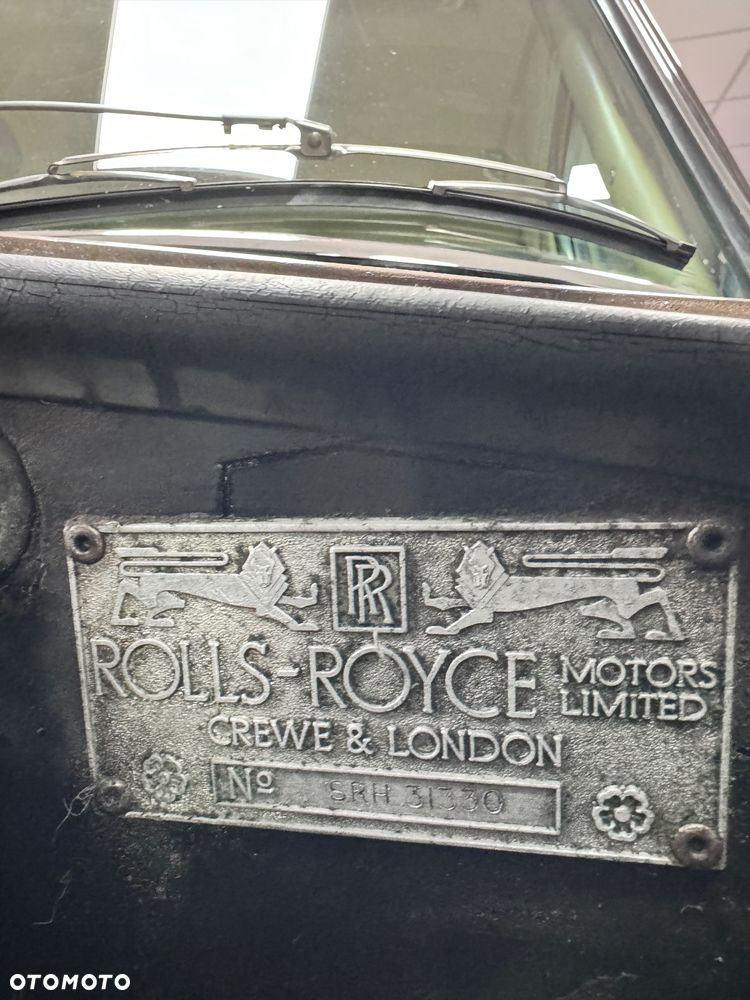 RR
ROLLS-ROYCE MOTORS LIMITED
CREWE & LONDON
Nº SRH 31330
OTOMOTO